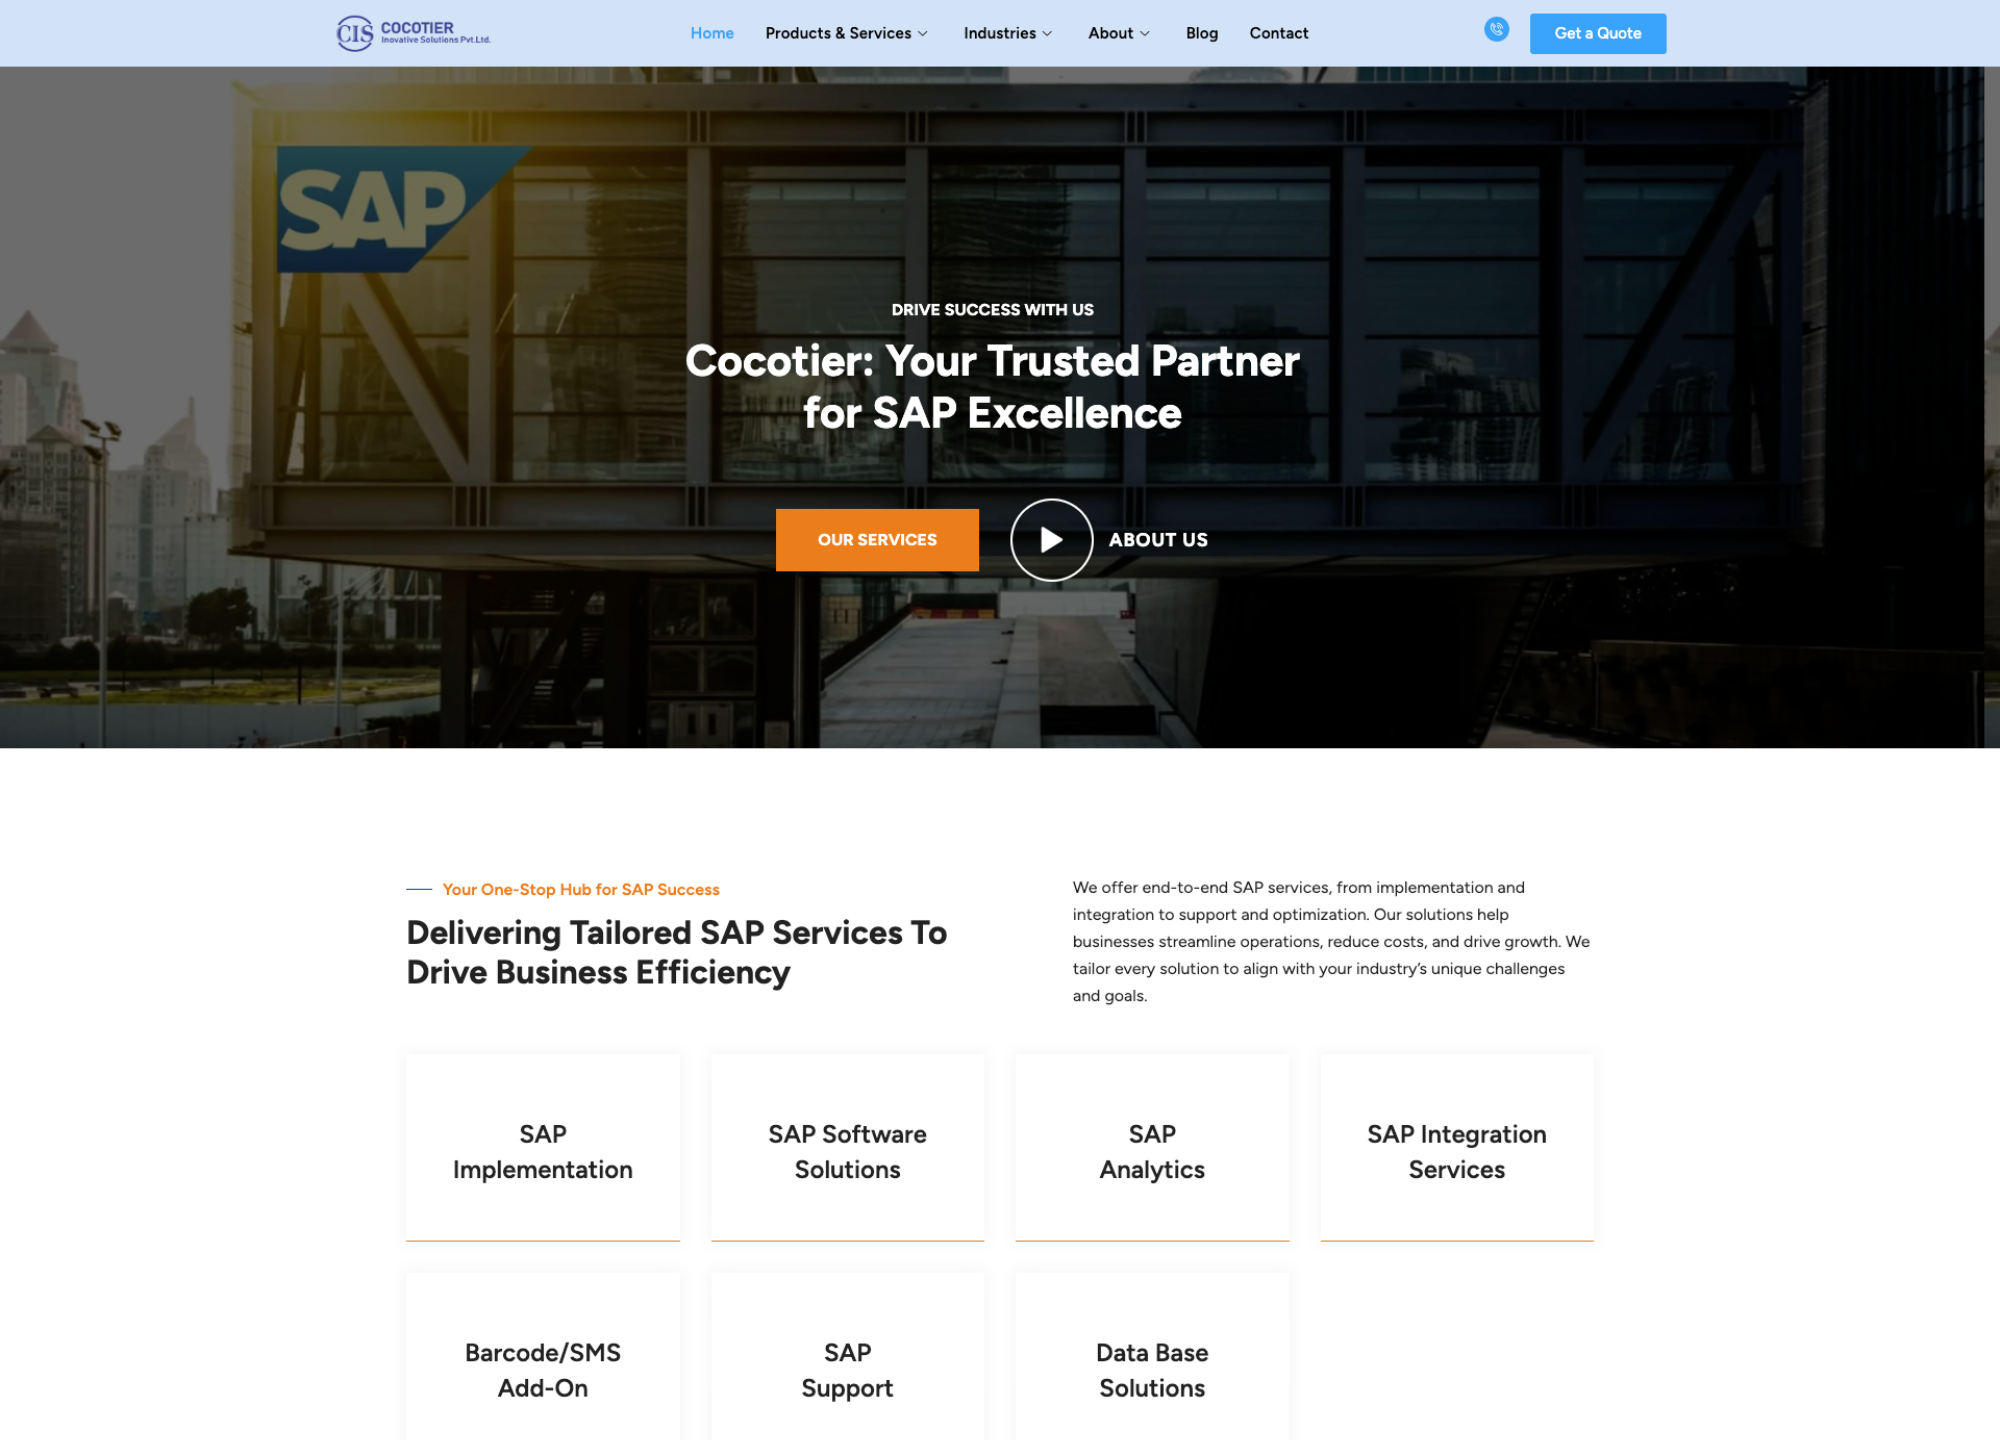 CIS COCOTIER
Inovative Solutions Pvt.Ltd.
Home
Products & Services
Industries
About
Blog
Contact
Get a Quote
SAP
DRIVE SUCCESS WITH US
Cocotier: Your Trusted Partner
for SAP Excellence
OUR SERVICES
ABOUT US
Your One-Stop Hub for SAP Success
Delivering Tailored SAP Services To
Drive Business Efficiency
We offer end-to-end SAP services, from implementation and
integration to support and optimization. Our solutions help
businesses streamline operations, reduce costs, and drive growth. We
tailor every solution to align with your industry’s unique challenges
and goals.
SAP
Implementation
SAP Software
Solutions
SAP
Analytics
SAP Integration
Services
Barcode/SMS
Add-On
SAP
Support
Data Base
Solutions